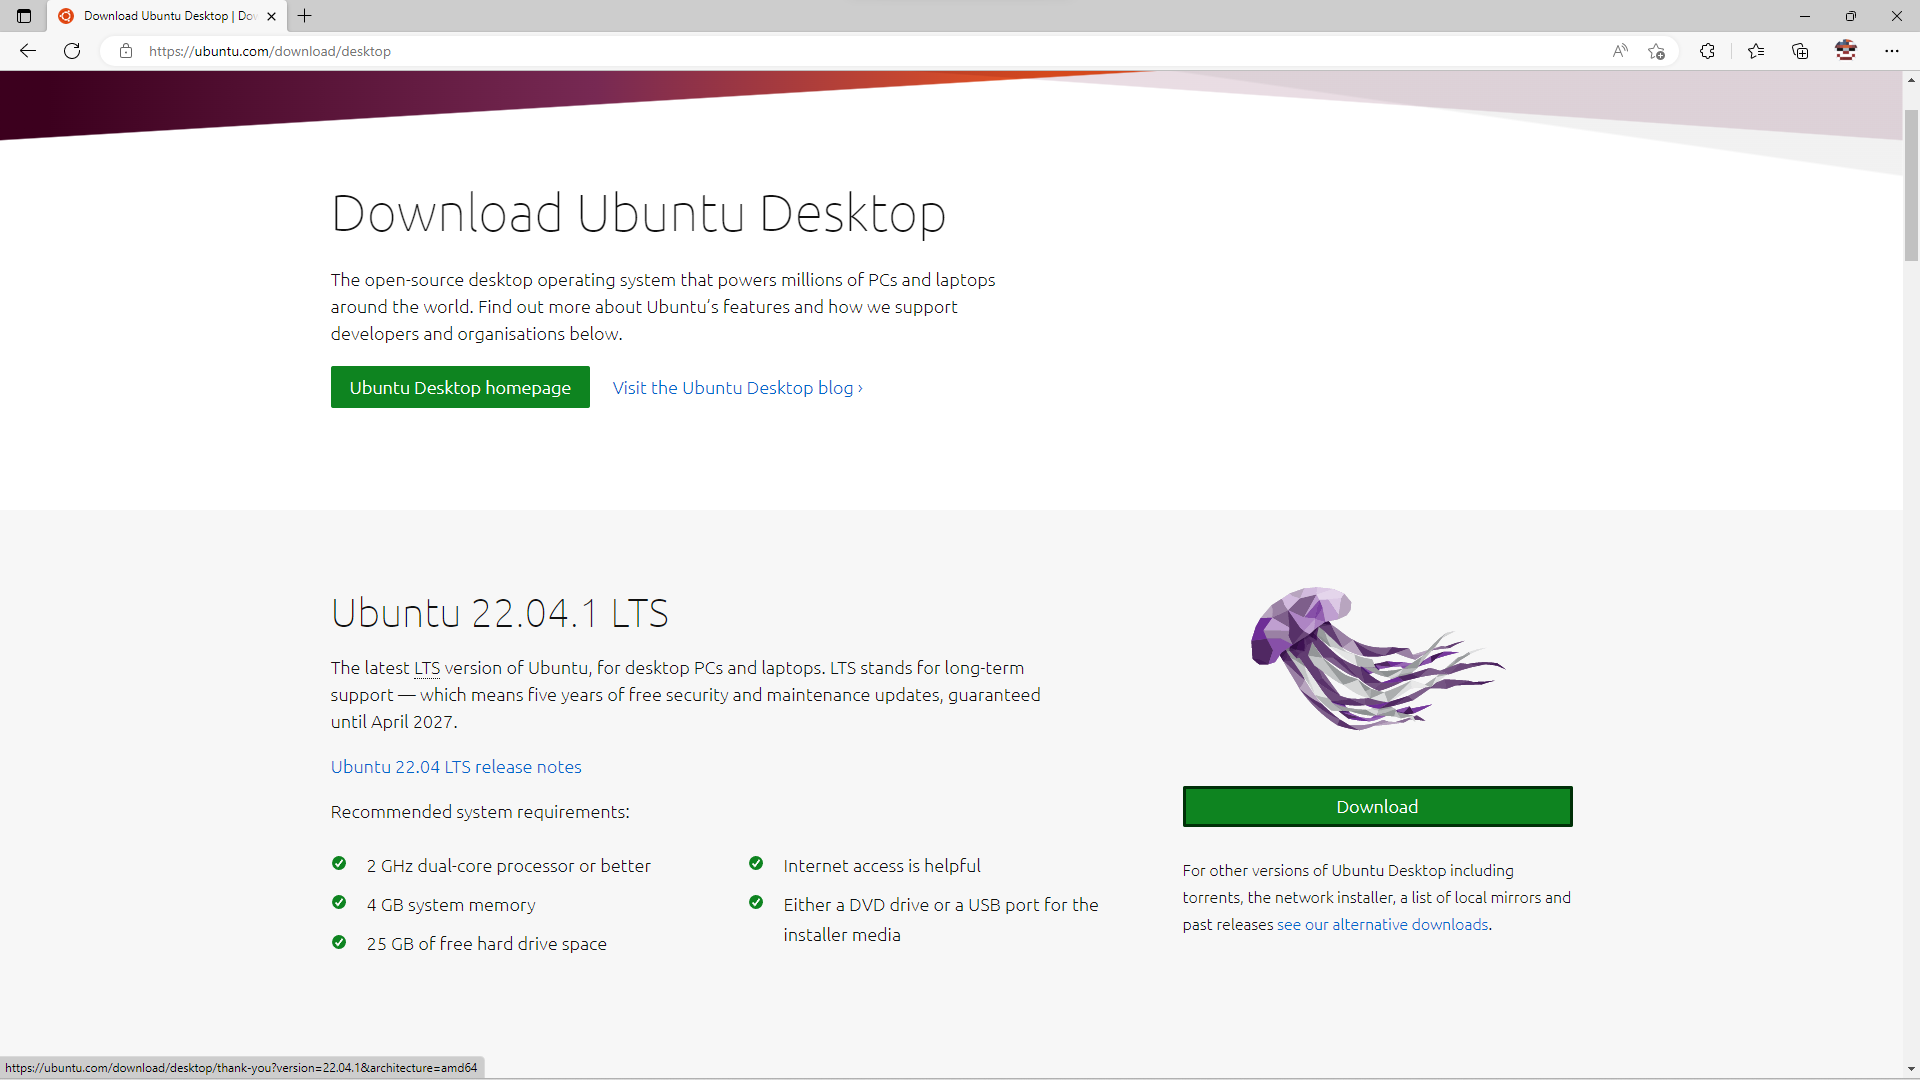 Download Ubuntu Desktop | Dov
https://ubuntu.com/download/desktop
Download Ubuntu Desktop
The open-source desktop operating system that powers millions of PCs and laptops
around the world. Find out more about Ubuntu’s features and how we support
developers and organisations below.
Ubuntu Desktop homepage
Visit the Ubuntu Desktop blog ›
Ubuntu 22.04.1 LTS
The latest LTS version of Ubuntu, for desktop PCs and laptops. LTS stands for long-term
support — which means five years of free security and maintenance updates, guaranteed
until April 2027.
Ubuntu 22.04 LTS release notes
Recommended system requirements:
2 GHz dual-core processor or better
4 GB system memory
25 GB of free hard drive space
Internet access is helpful
Either a DVD drive or a USB port for the
installer media
Download
For other versions of Ubuntu Desktop including
torrents, the network installer, a list of local mirrors and
past releases see our alternative downloads.
https://ubuntu.com/download/desktop/thank-you?version=22.04.1&architecture=amd64